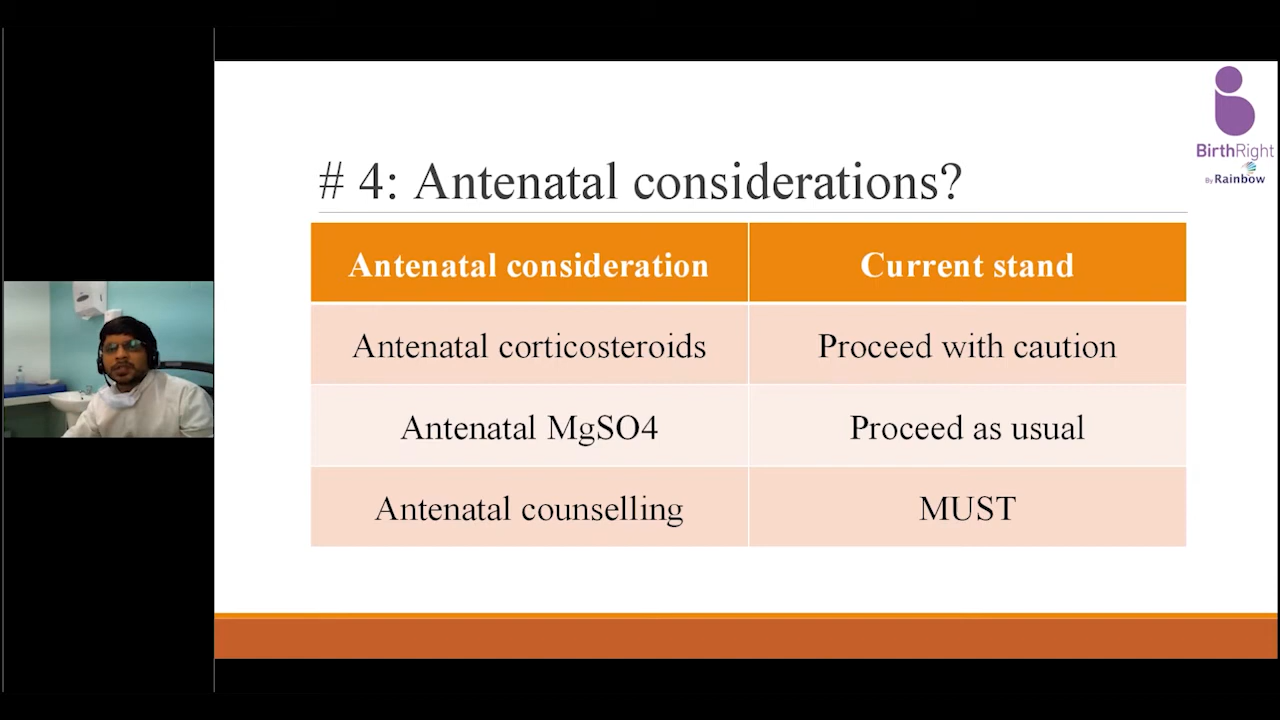 BirthRight
By Rainbow
# 4: Antenatal considerations?
Antenatal consideration
Current stand
Antenatal corticosteroids
Proceed with caution
Antenatal MgSO4
Proceed as usual
Antenatal counselling
MUST